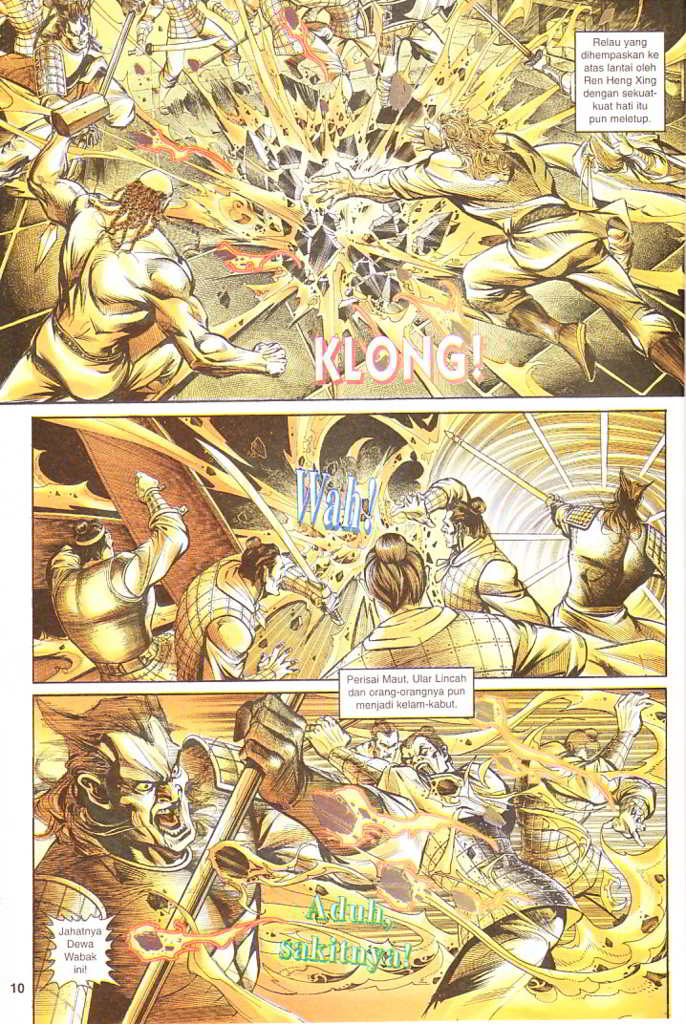 Relau yang
dihempaskan ke
atas lantai oleh
Ren Heng Xing
dengan sekuat-
kuat hati itu
pun meletup.
KLONG!
Wah!
Perisai Maut, Ular Lincah
dan orang-orangnya pun
menjadi kelam-kabut.
Aduh,
sakitnya!
Jahatnya
Dewa
Wabak
ini!
10